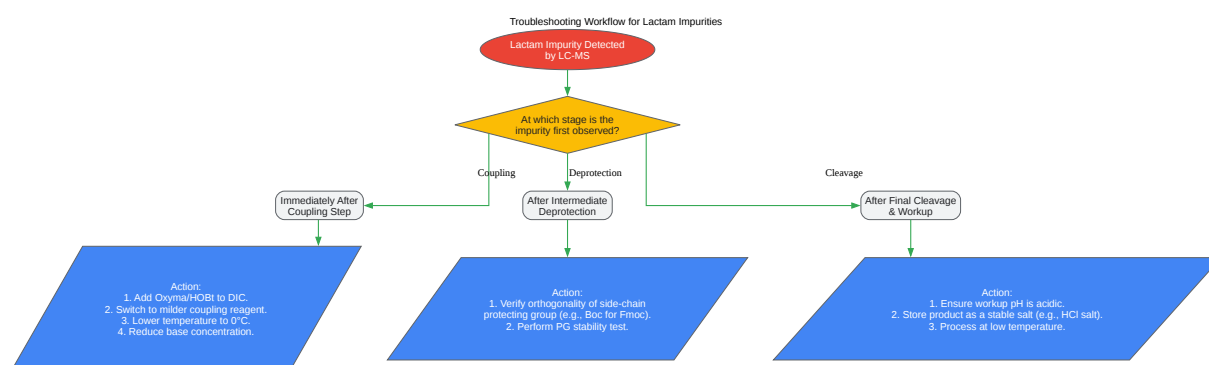 Troubleshooting Workflow for Lactam Impurities
Lactam Impurity Detected
by LC-MS
At which stage is the
impurity first observed?
Coupling
Deprotection
Cleavage
Immediately After
Coupling Step
After Intermediate
Deprotection
After Final Cleavage
& Workup
Action:
1. Add Oxyma/HOBt to DIC.
2. Switch to milder coupling reagent.
3. Lower temperature to 0°C.
4. Reduce base concentration.
Action:
1. Verify orthogonality of side-chain
protecting group (e.g., Boc for Fmoc).
2. Perform PG stability test.
Action:
1. Ensure workup pH is acidic.
2. Store product as a stable salt (e.g., HCl salt).
3. Process at low temperature.